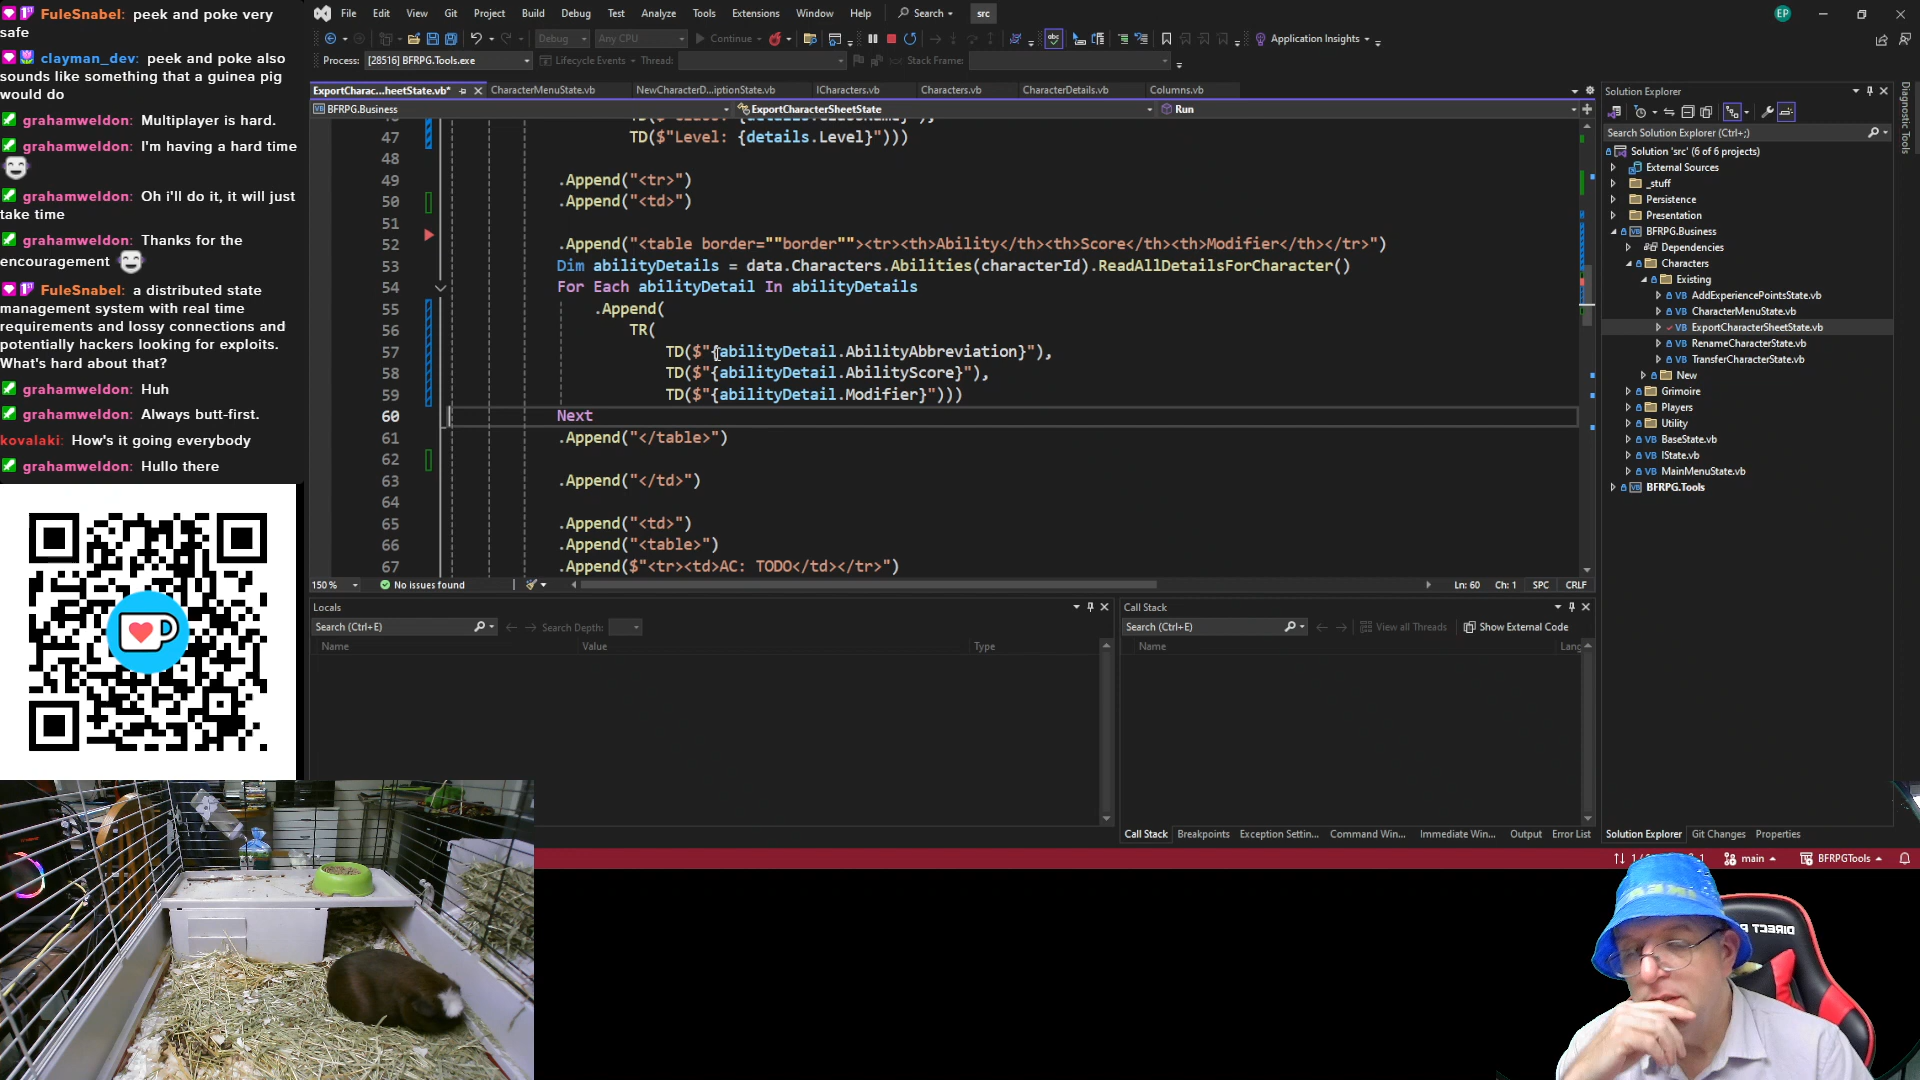 FuleSnabel: peek and poke very
safe
clayman_dev: peek and poke also
sounds like something that a guinea pig
would do
grahamweldon: Multiplayer is hard.
grahamweldon: I'm having a hard time
grahamweldon: Oh i'll do it, it will just
take time
grahamweldon: Thanks for the
encouragement
FuleSnabel: a distributed state
management system with real time
requirements and lossy connections and
potentially hackers looking for exploits.
What's hard about that?
grahamweldon: Huh
grahamweldon: Always butt-first.
kovalaki: How's it going everybody
grahamweldon: Hullo there
File Edit View Git Project Build Debug Test Analyze Tools Extensions Window Help Search src EP
Debug Any CPU Continue Application Insights
Process: [28516] BFRPG.Tools.exe Lifecycle Events Thread: Stack Frame:
ExportCharac...heetState.vb* CharacterMenuState.vb NewCharacterD...iptionState.vb ICharacters.vb Characters.vb CharacterDetails.vb Columns.vb
BFRPG.Business ExportCharacterSheetState Run
47 TD($"Level: {details.Level}")))
48
49 .Append("<tr>")
50 .Append("<td>")
51
52 .Append("<table border=""border""><tr><th>Ability</th><th>Score</th><th>Modifier</th></tr>")
53 Dim abilityDetails = data.Characters.Abilities(characterId).ReadAllDetailsForCharacter()
54 For Each abilityDetail In abilityDetails
55 .Append(
56 TR(
57 TD($"{abilityDetail.AbilityAbbreviation}"),
58 TD($"{abilityDetail.AbilityScore}"),
59 TD($"{abilityDetail.Modifier}")))
60 Next
61 .Append("</table>")
62
63 .Append("</td>")
64
65 .Append("<td>")
66 .Append("<table>")
67 .Append($"<tr><td>AC: TODO</td></tr>")
150 % No issues found Ln: 60 Ch: 1 SPC CRLF
Locals
Search (Ctrl+E) Search Depth:
Name Value Type
Call Stack
Search (Ctrl+E) View all Threads Show External Code
Name Lang
Call Stack Breakpoints Exception Settin... Command Win... Immediate Win... Output Error List
Solution Explorer
Search Solution Explorer (Ctrl+;)
Solution 'src' (6 of 6 projects)
External Sources
_stuff
Persistence
Presentation
BFRPG.Business
Dependencies
Characters
Existing
VB AddExperiencePointsState.vb
VB CharacterMenuState.vb
VB ExportCharacterSheetState.vb
VB RenameCharacterState.vb
VB TransferCharacterState.vb
New
Grimoire
Players
Utility
VB BaseState.vb
VB IState.vb
VB MainMenuState.vb
BFRPG.Tools
Solution Explorer Git Changes Properties
Diagnostic Tools
main BFRPGTools